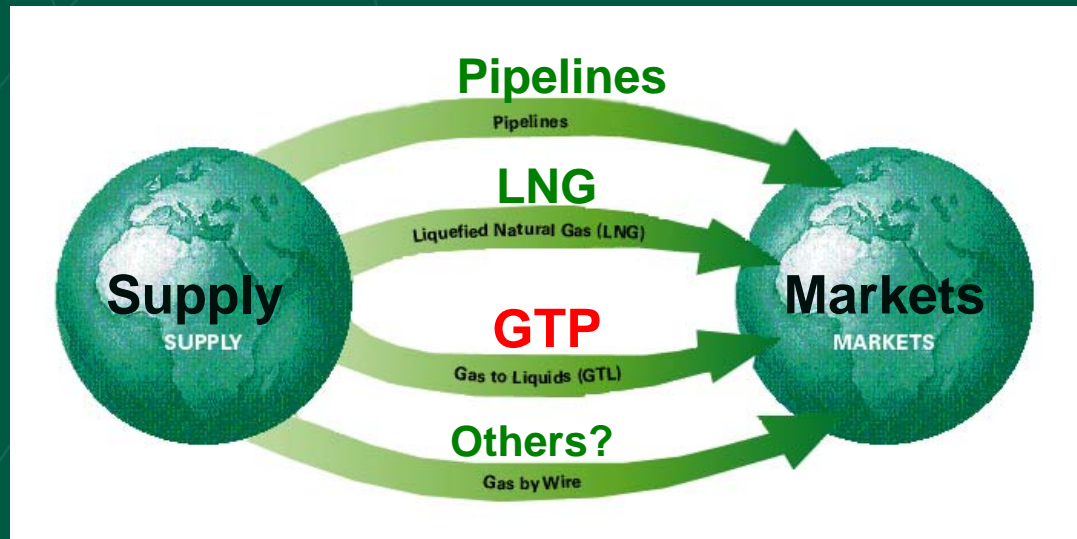 Pipelines
Pipelines
LNG
Liquefied Natural Gas (LNG)
Supply
SUPPLY
Markets
MARKETS
GTP
Gas to Liquids (GTL)
Others?
Gas by Wire